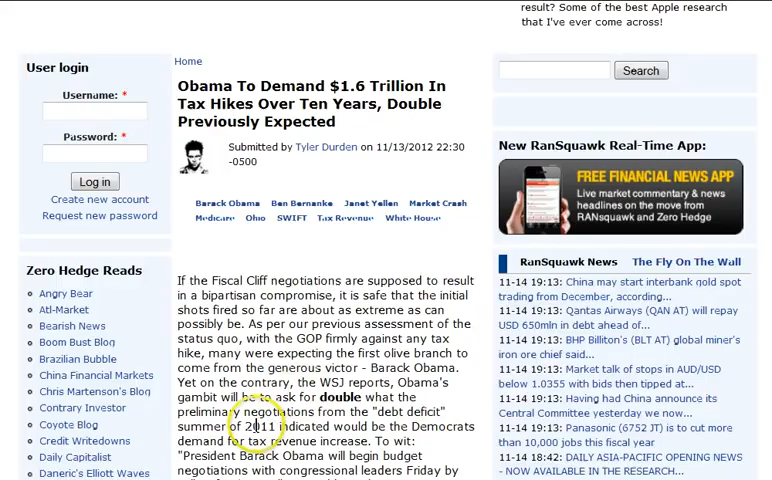 result? Some of the best Apple research
that I've ever come across!
User login
Username: *
Password: *
Log in
Create new account
Request new password
Zero Hedge Reads
Angry Bear
Atl-Market
Bearish News
Boom Bust Blog
Brazilian Bubble
China Financial Markets
Chris Martenson's Blog
Contrary Investor
Coyote Blog
Credit Writedowns
Daily Capitalist
Daneric's Elliott Waves
Home
Obama To Demand $1.6 Trillion In
Tax Hikes Over Ten Years, Double
Previously Expected
Submitted by Tyler Durden on 11/13/2012 22:30
-0500
Barack Obama Ben Bernanke Janet Yellen Market Crash
Medicare Ohio SWIFT Tax Revenue White House
If the Fiscal Cliff negotiations are supposed to result
in a bipartisan compromise, it is safe that the initial
shots fired so far are about as extreme as can
possibly be. As per our previous assessment of the
status quo, with the GOP firmly against any tax
hike, many were expecting the first olive branch to
come from the generous victor - Barack Obama.
Yet on the contrary, the WSJ reports, Obama's
gambit will be to ask for double what the
preliminary negotiations from the "debt deficit"
summer of 2011 indicated would be the Democrats
demand for tax revenue increase. To wit:
"President Barack Obama will begin budget
negotiations with congressional leaders Friday by
Search
New RanSquawk Real-Time App:
FREE FINANCIAL NEWS APP
Live market commentary & news
headlines on the move from
RANsquawk and Zero Hedge
RanSquawk News The Fly On The Wall
11-14 19:13: China may start interbank gold spot
trading from December, according...
11-14 19:13: Qantas Airways (QAN AT) will repay
USD 650mln in debt ahead of...
11-14 19:13: BHP Billiton's (BLT AT) global miner's
iron ore chief said...
11-14 19:13: Market talk of stops in AUD/USD
below 1.0355 with bids then tipped at...
11-14 19:13: Having had China announce its
Central Committee yesterday we now...
11-14 19:13: Panasonic (6752 JT) is to cut more
than 10,000 jobs this fiscal year
11-14 18:42: DAILY ASIA-PACIFIC OPENING NEWS
- NOW AVAILABLE IN THE RESEARCH...